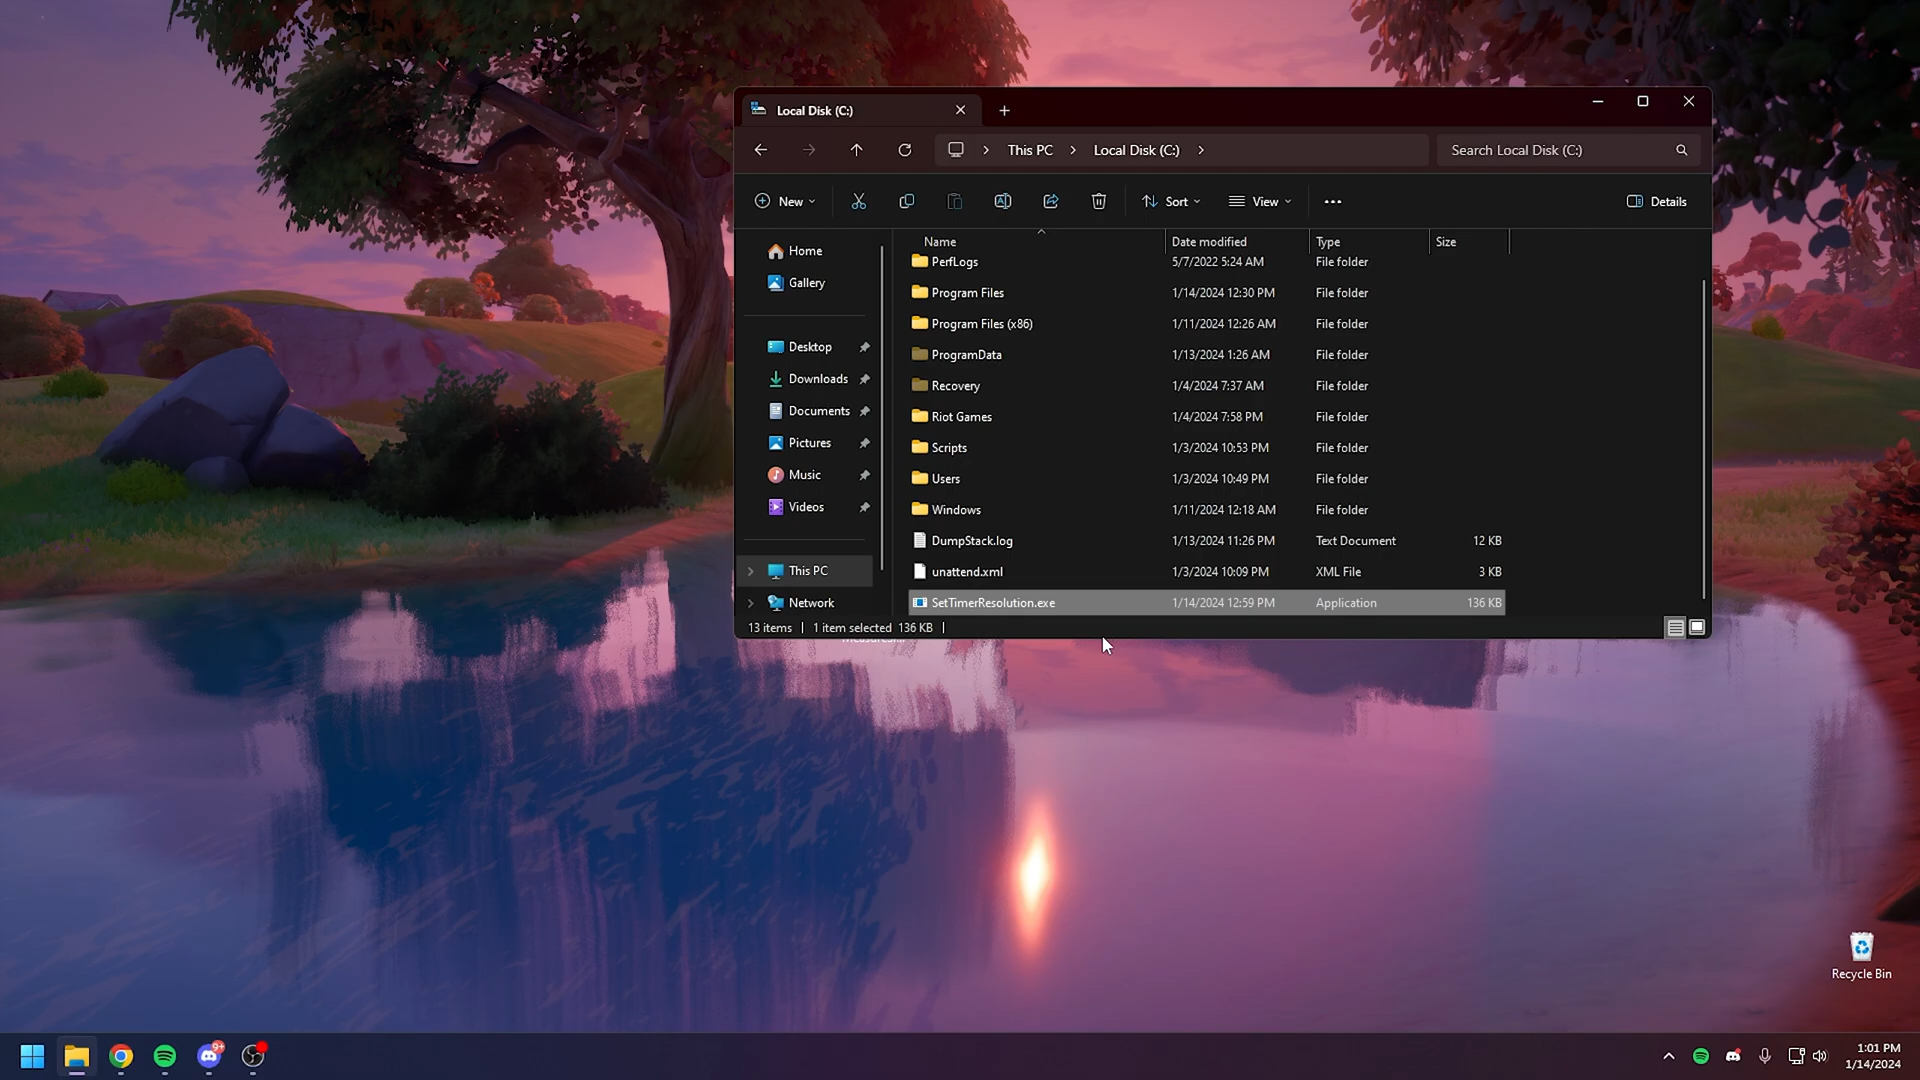 Local Disk (C:)
This PC Local Disk (C:) Search Local Disk (C:)
New Sort View Details
Name Date modified Type Size
Home
Gallery
Desktop
Downloads
Documents
Pictures
Music
Videos
This PC
Network
PerfLogs 5/7/2022 5:24 AM File folder
Program Files 1/14/2024 12:30 PM File folder
Program Files (x86) 1/11/2024 12:26 AM File folder
ProgramData 1/13/2024 1:26 AM File folder
Recovery 1/4/2024 7:37 AM File folder
Riot Games 1/4/2024 7:58 PM File folder
Scripts 1/3/2024 10:53 PM File folder
Users 1/3/2024 10:49 PM File folder
Windows 1/11/2024 12:18 AM File folder
DumpStack.log 1/13/2024 11:26 PM Text Document 12 KB
unattend.xml 1/3/2024 10:09 PM XML File 3 KB
SetTimerResolution.exe 1/14/2024 12:59 PM Application 136 KB
13 items 1 item selected 136 KB
Recycle Bin
9+
1:01 PM
1/14/2024